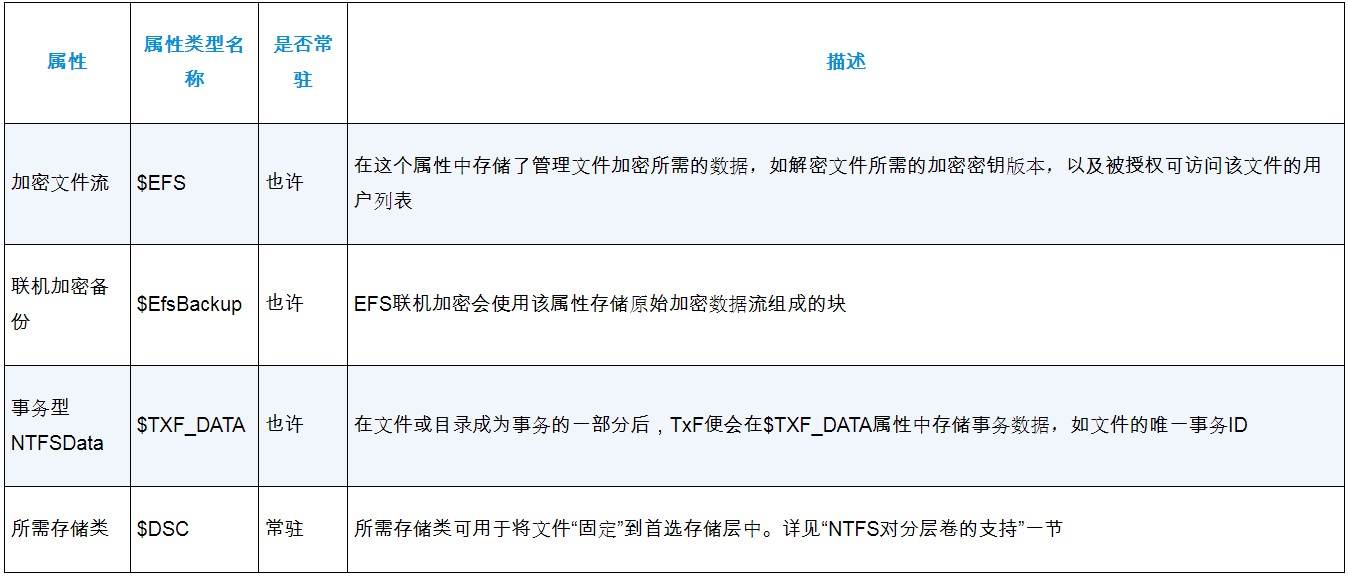 属性
属性类型名
称
是否常
驻
描述
加密文件流
$EFS
也许
在这个属性中存储了管理文件加密所需的数据，如解密文件所需的加密密钥版本，以及被授权可访问该文件的用
户列表
联机加密备
份
$EfsBackup
也许
EFS联机加密会使用该属性存储原始加密数据流组成的块
事务型
NTFSData
$TXF_DATA
也许
在文件或目录成为事务的一部分后，TxF便会在$TXF_DATA属性中存储事务数据，如文件的唯一事务ID
所需存储类
$DSC
常驻
所需存储类可用于将文件“固定”到首选存储层中。详见“NTFS对分层卷的支持”一节